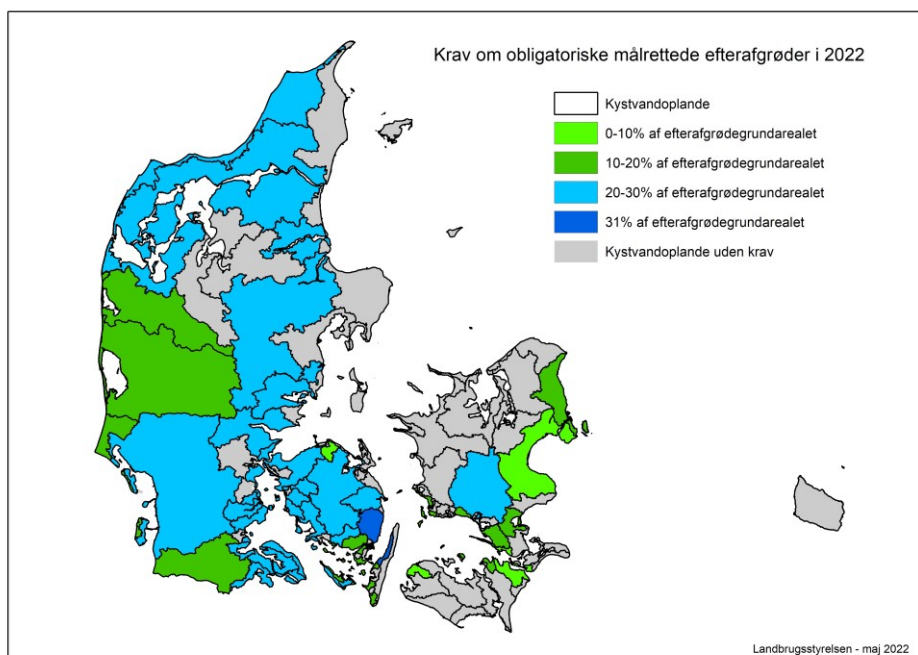 Krav om obligatoriske målrettede efterafgrøder i 2022
Kystvandoplande
0-10% af efterafgrødegrundarealet
10-20% af efterafgrødegrundarealet
20-30% af efterafgrødegrundarealet
31% af efterafgrødegrundarealet
Kystvandoplande uden krav
Landbrugsstyrelsen - maj 2022